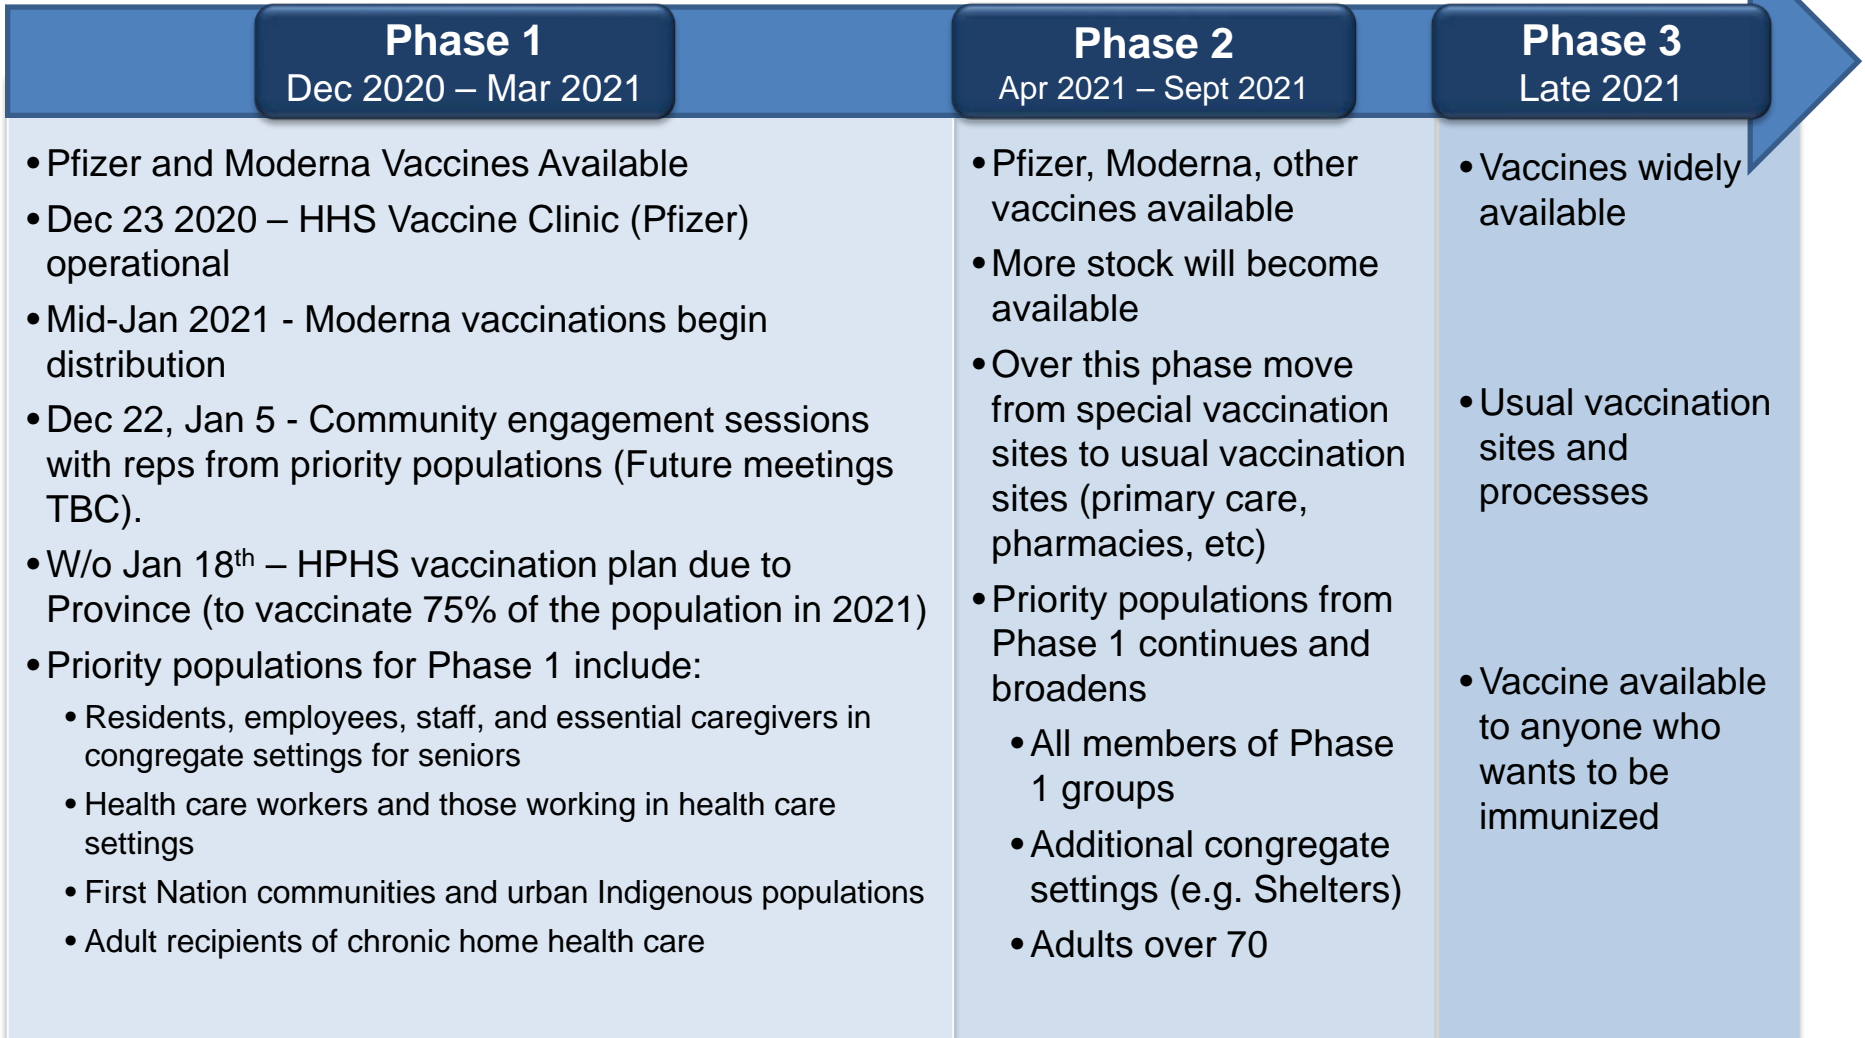 Phase 1
Dec 2020 – Mar 2021
• Pfizer and Moderna Vaccines Available
• Dec 23 2020 – HHS Vaccine Clinic (Pfizer)
operational
• Mid-Jan 2021 - Moderna vaccinations begin
distribution
• Dec 22, Jan 5 - Community engagement sessions
with reps from priority populations (Future meetings
TBC).
• W/o Jan 18th – HPHS vaccination plan due to
Province (to vaccinate 75% of the population in 2021)
• Priority populations for Phase 1 include:
• Residents, employees, staff, and essential caregivers in
congregate settings for seniors
• Health care workers and those working in health care
settings
• First Nation communities and urban Indigenous populations
• Adult recipients of chronic home health care
Phase 2
Apr 2021 – Sept 2021
• Pfizer, Moderna, other
vaccines available
• More stock will become
available
• Over this phase move
from special vaccination
sites to usual vaccination
sites (primary care,
pharmacies, etc)
• Priority populations from
Phase 1 continues and
broadens
• All members of Phase
1 groups
• Additional congregate
settings (e.g. Shelters)
• Adults over 70
Phase 3
Late 2021
• Vaccines widely
available
• Usual vaccination
sites and
processes
• Vaccine available
to anyone who
wants to be
immunized